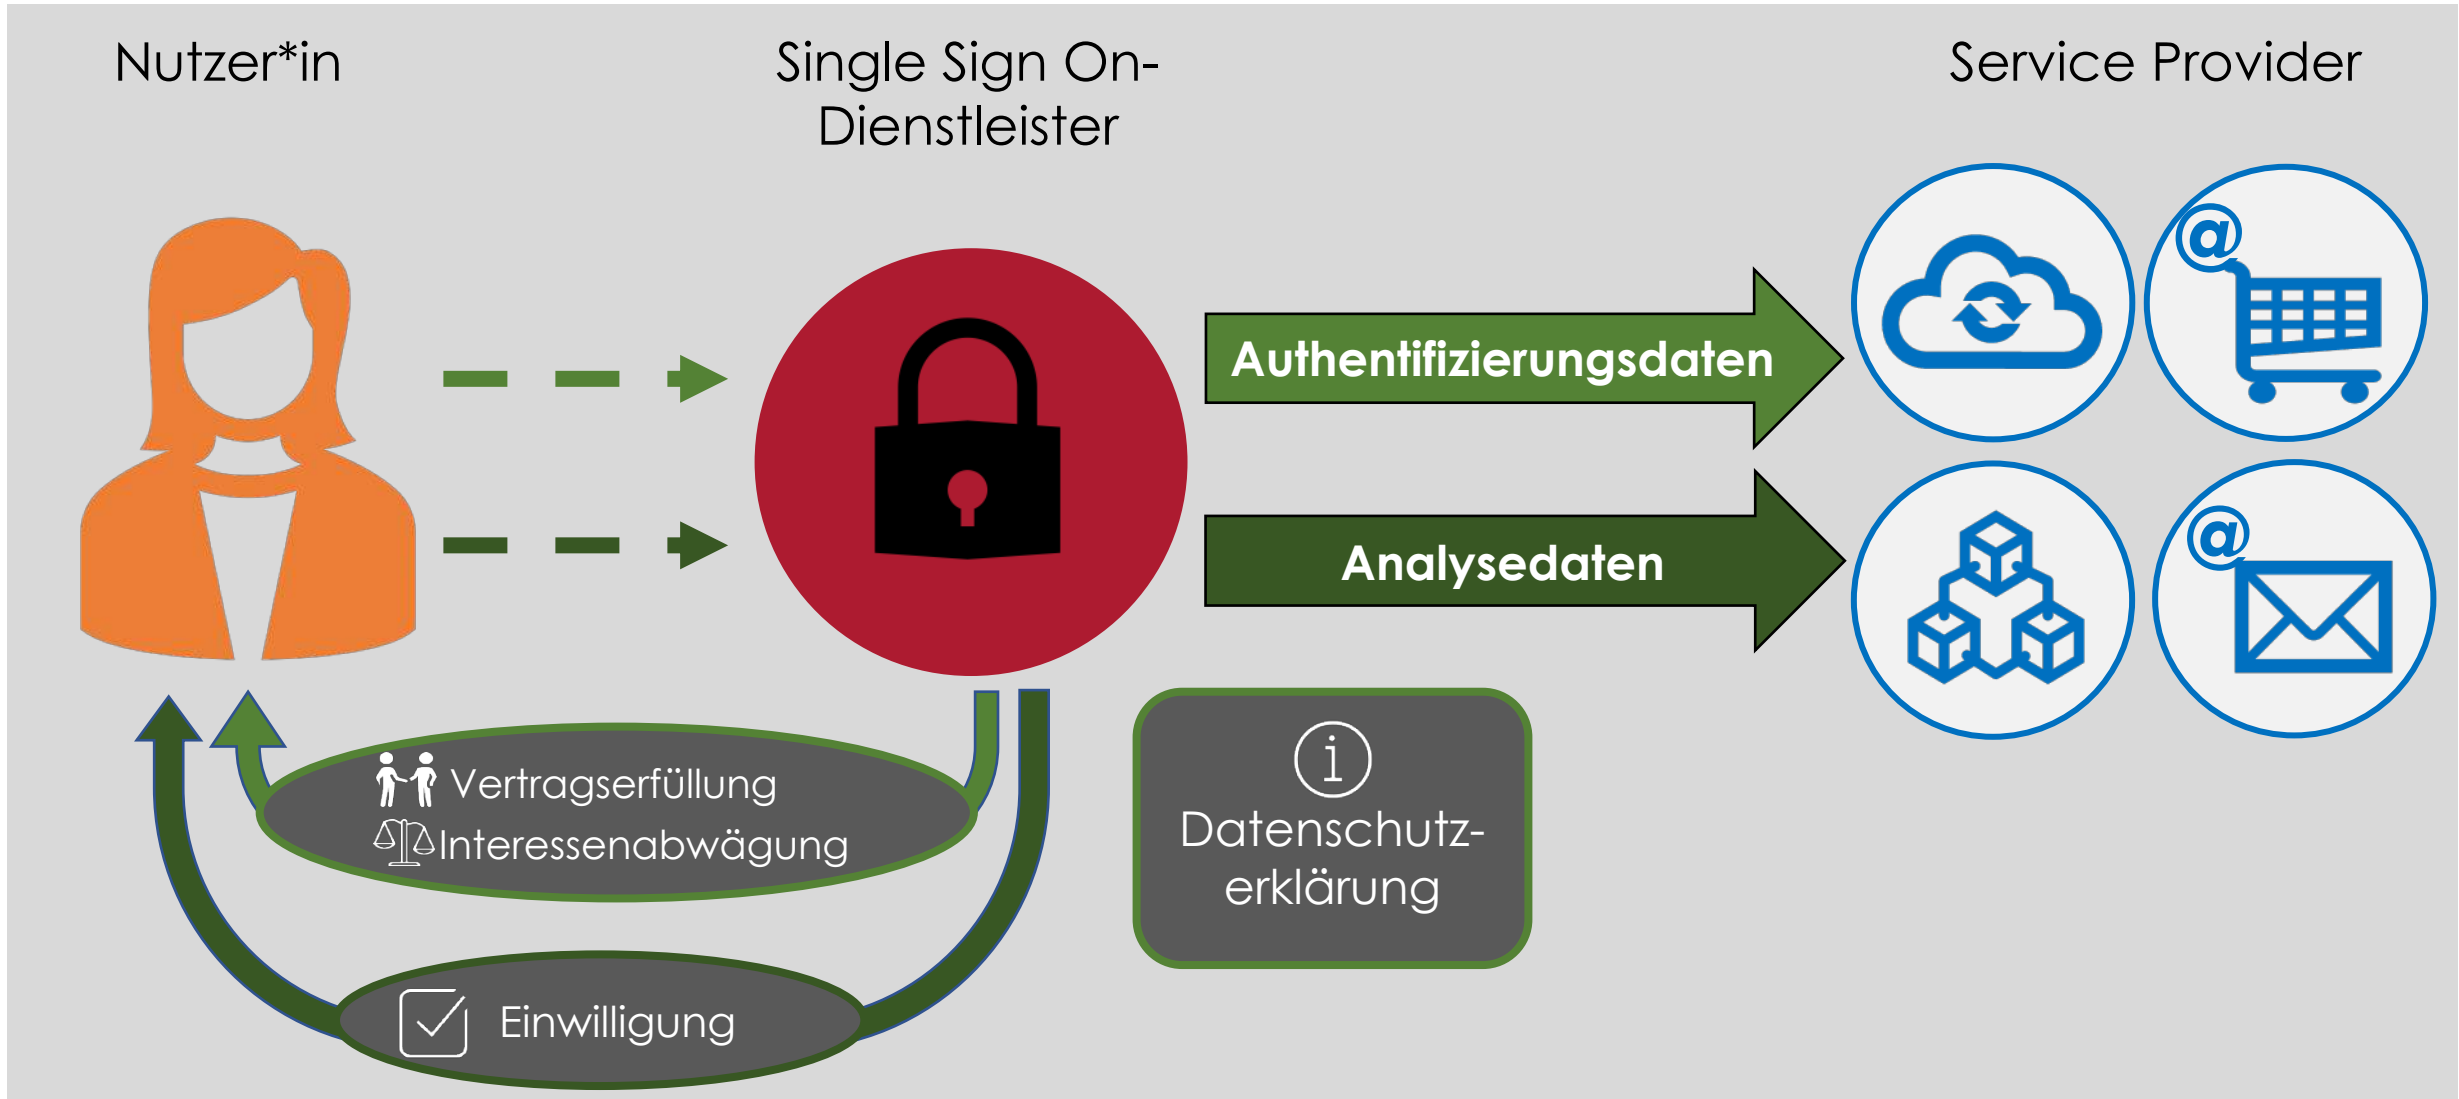 Nutzer*in
Single Sign On-
Dienstleister
Service Provider
@
Authentifizierungsdaten
@
Analysedaten
i
Vertragserfüllung
Interessenabwägung
Datenschutz-
erklärung
Einwilligung